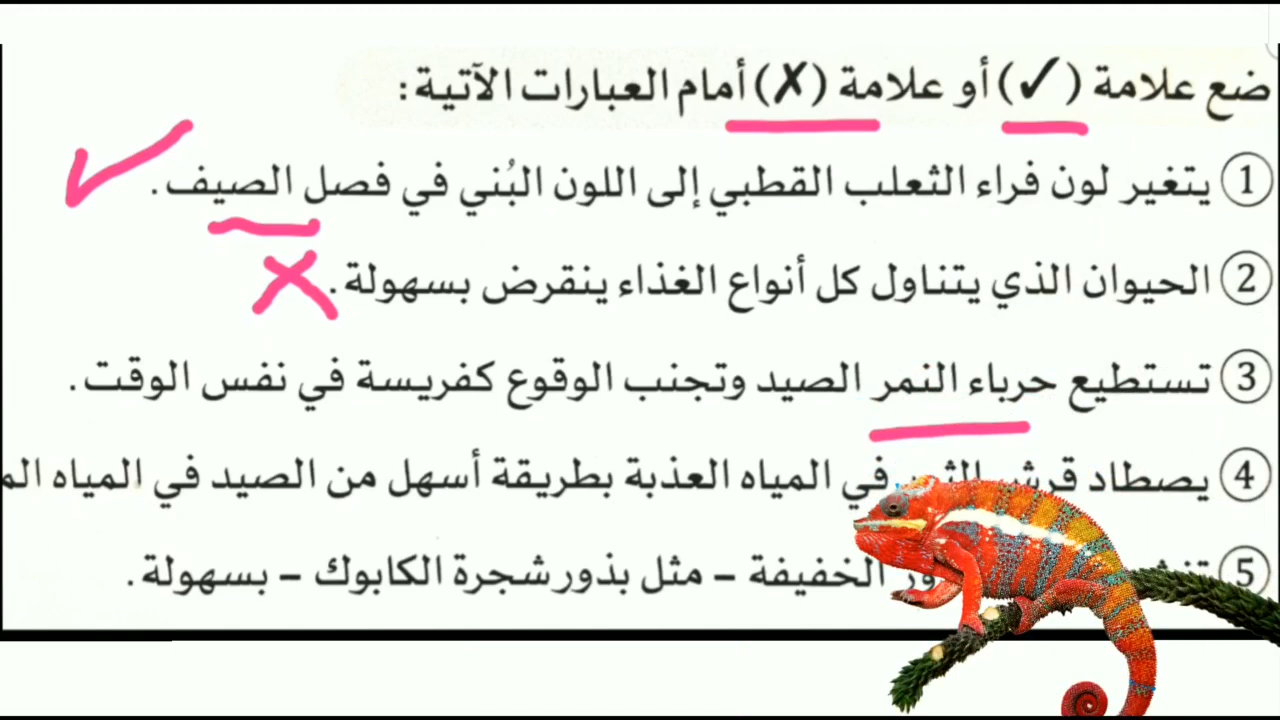 ضع علامة (✓) أو علامة (✗) أمام العبارات الآتية:
① يتغير لون فراء الثعلب القطبي إلى اللون البُني في فصل الصيف.
② الحيوان الذي يتناول كل أنواع الغذاء ينقرض بسهولة.
③ تستطيع حرباء النمر الصيد وتجنب الوقوع كفريسة في نفس الوقت.
④ يصطاد قرش في المياه العذبة بطريقة أسهل من الصيد في المياه
⑤ الخفيفة – مثل بذور شجرة الكابوك – بسهولة.